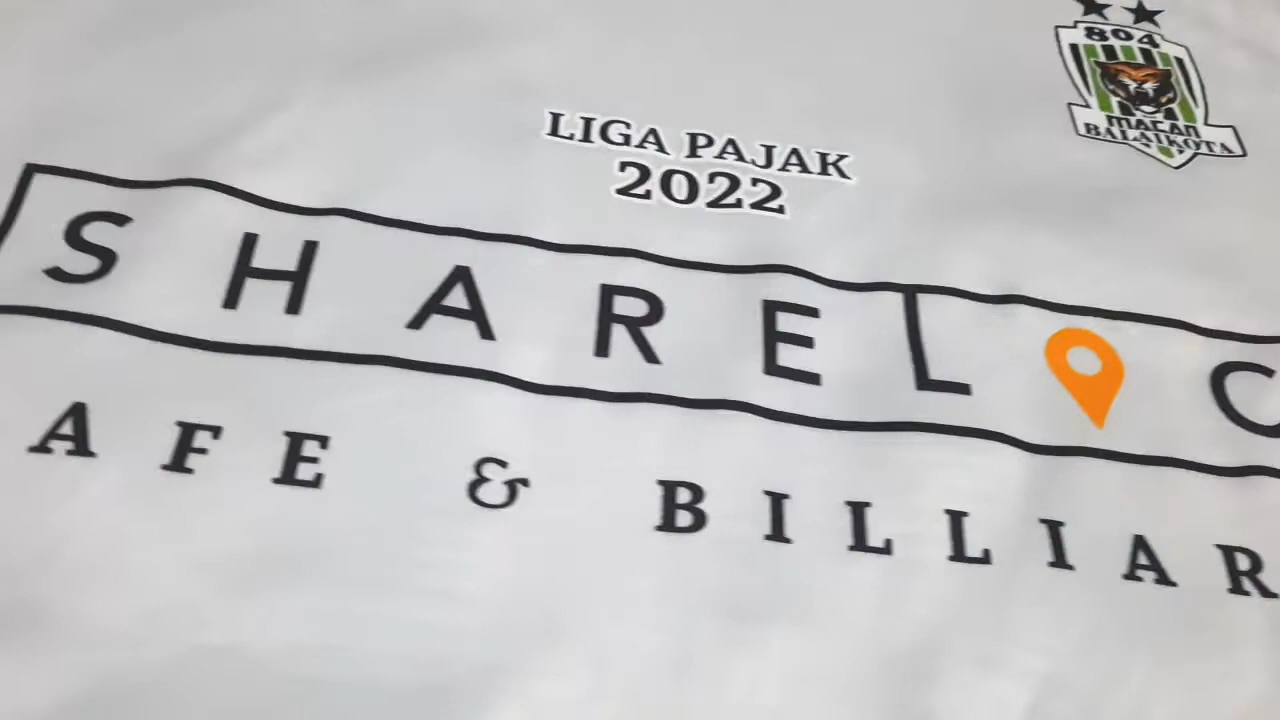 804
MACAN
BALAIKOTA
LIGA PAJAK
2022
SHAREL C
AFE & BILLIAR